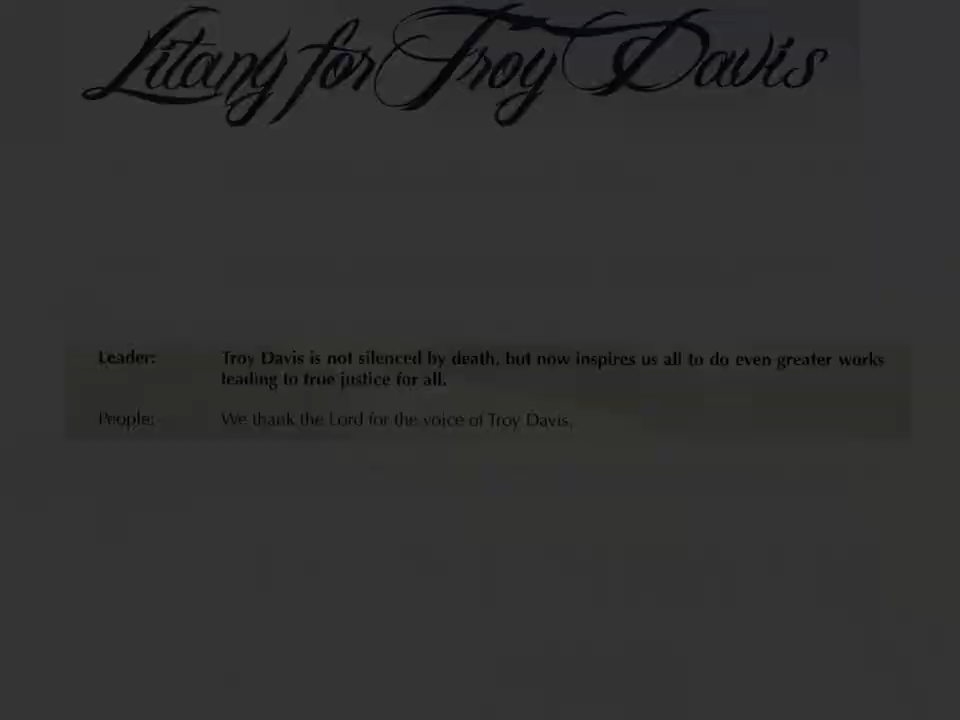 Litany for Troy Davis
Leader: Troy Davis is not silenced by death, but now inspires us all to do even greater works
leading to true justice for all.
People: We thank the Lord for the voice of Troy Davis.